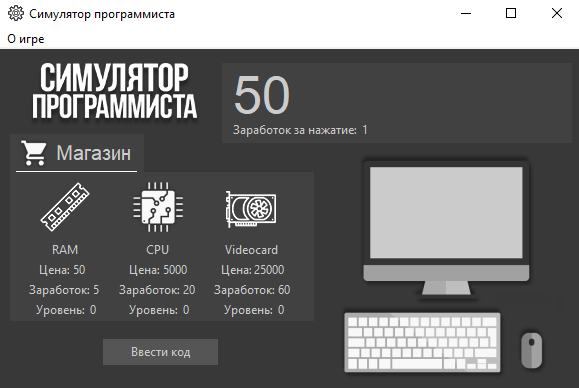 Симулятор программиста
О игре
СИМУЛЯТОР
ПРОГРАММИСТА
50
Заработок за нажатие: 1
Магазин
RAM
Цена: 50
Заработок: 5
Уровень: 0
CPU
Цена: 5000
Заработок: 20
Уровень: 0
Videocard
Цена: 25000
Заработок: 60
Уровень: 0
Ввести код